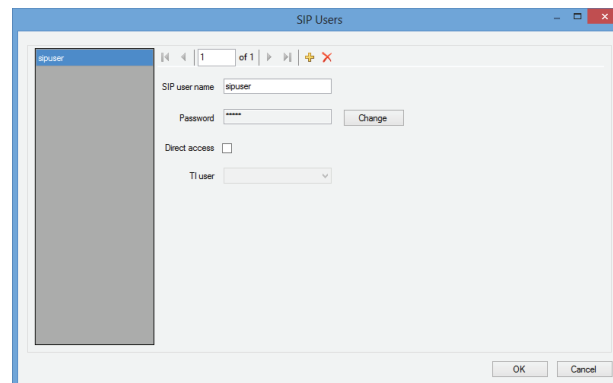 SIP Users
sipuser
1 of 1
SIP user name sipuser
Password ***** Change
Direct access
TI user
OK Cancel